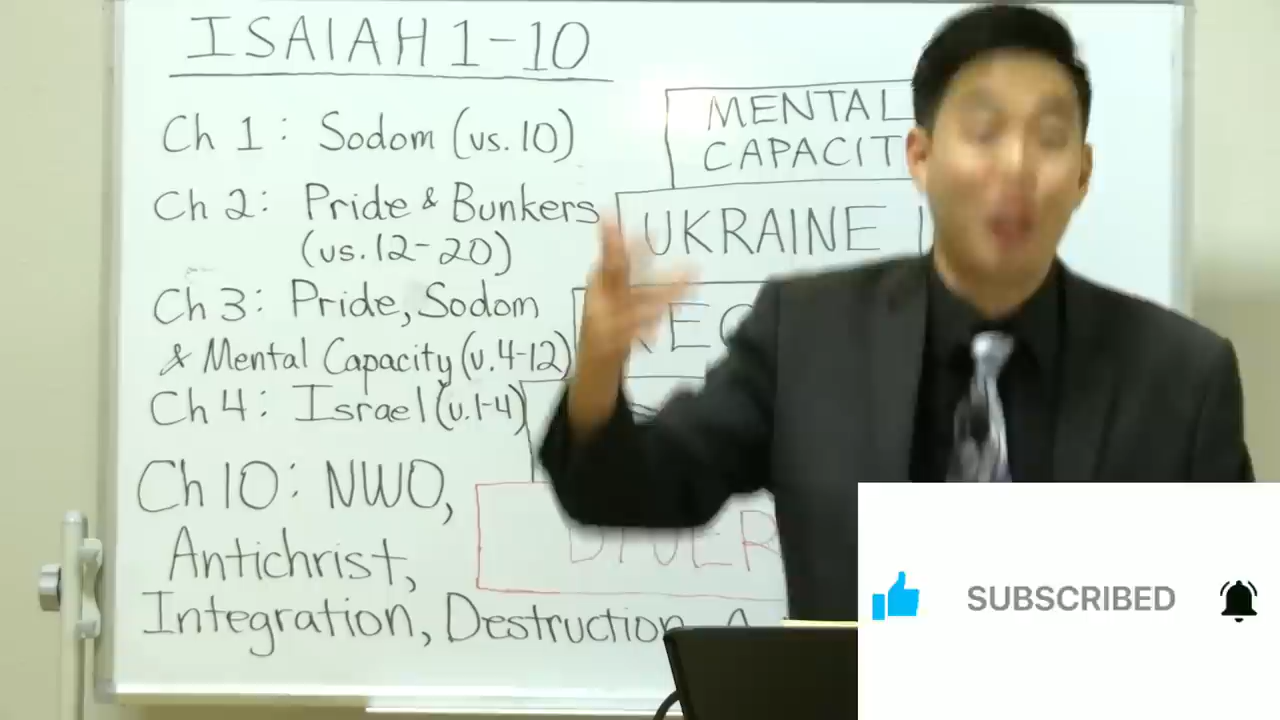 ISAIAH 1-10
Ch 1: Sodom (vs. 10)
Ch 2: Pride & Bunkers
(vs. 12-20)
Ch 3: Pride, Sodom
& Mental Capacity (v. 4-12)
Ch 4: Israel (v. 1-4)
Ch 10: NWO,
Antichrist,
Integration, Destruction
MENTAL
CAPACIT
UKRAINE
DIVER
SUBSCRIBED